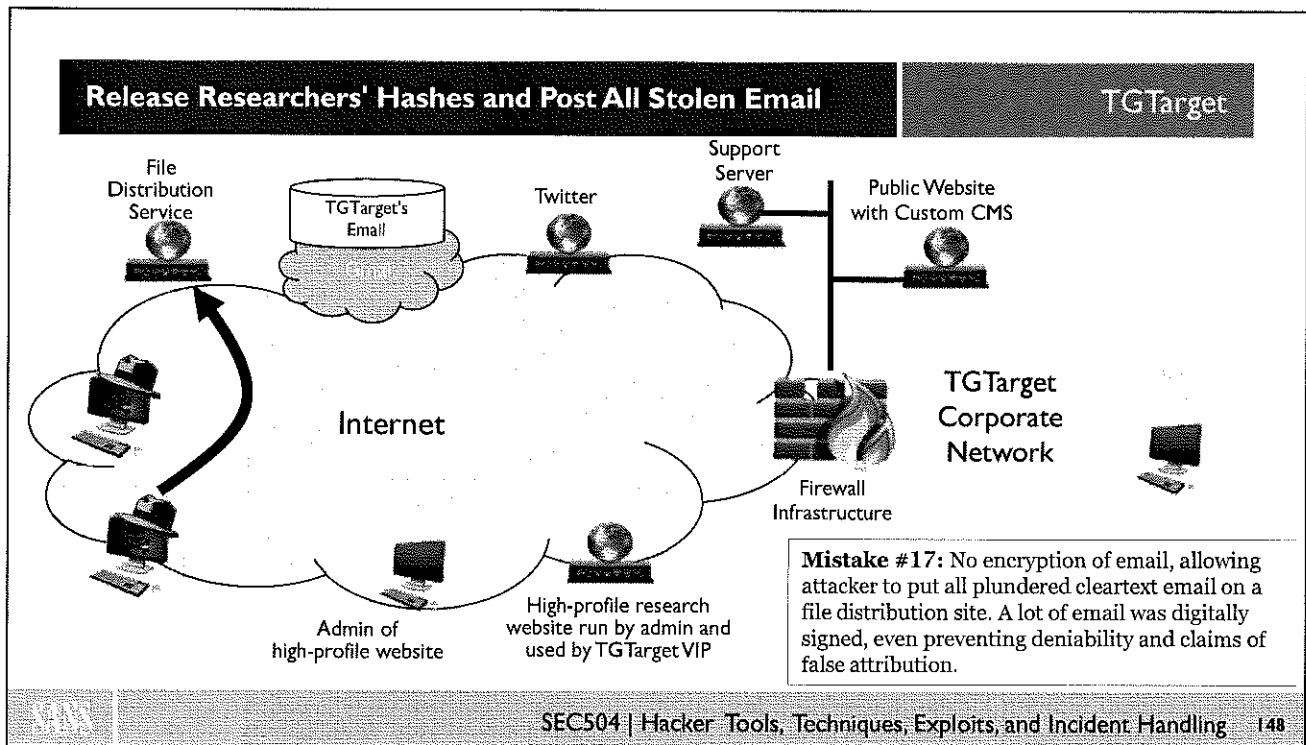 Release Researchers' Hashes and Post All Stolen Email
TGTarget
File
Distribution
Service
TGTarget's
Email
Gmail
Twitter
Support
Server
Public Website
with Custom CMS
Internet
TGTarget
Corporate
Network
Firewall
Infrastructure
Admin of
high-profile website
High-profile research
website run by admin and
used by TGTarget VIP
Mistake #17: No encryption of email, allowing
attacker to put all plundered cleartext email on a
file distribution site. A lot of email was digitally
signed, even preventing deniability and claims of
false attribution.
SANS
SEC504 | Hacker Tools, Techniques, Exploits, and Incident Handling 148